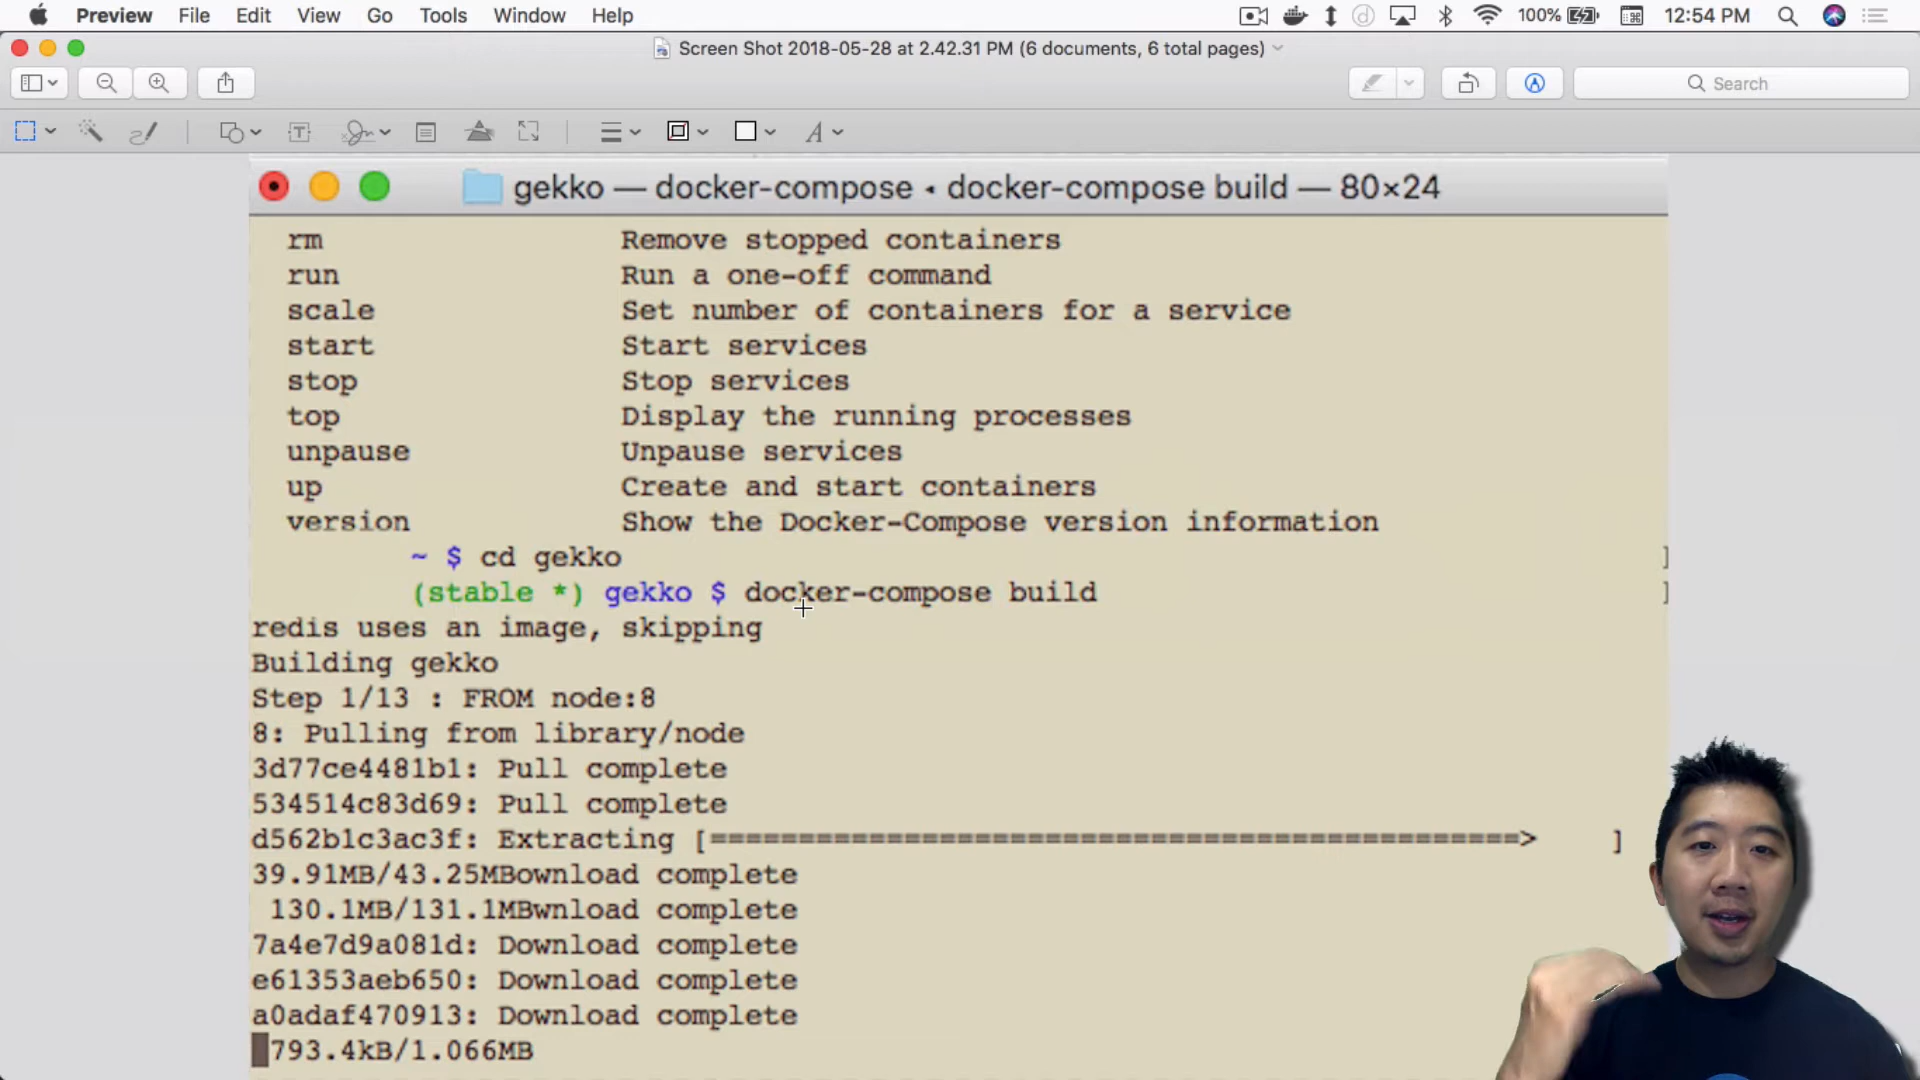 Preview File Edit View Go Tools Window Help 100% 12:54 PM
Screen Shot 2018-05-28 at 2.42.31 PM (6 documents, 6 total pages)
Search
gekko — docker-compose • docker-compose build — 80×24
rm Remove stopped containers
run Run a one-off command
scale Set number of containers for a service
start Start services
stop Stop services
top Display the running processes
unpause Unpause services
up Create and start containers
version Show the Docker-Compose version information
~ $ cd gekko ]
(stable *) gekko $ docker-compose build ]
redis uses an image, skipping
Building gekko
Step 1/13 : FROM node:8
8: Pulling from library/node
3d77ce4481b1: Pull complete
534514c83d69: Pull complete
d562b1c3ac3f: Extracting [==============================================> ]
39.91MB/43.25MBownload complete
130.1MB/131.1MBwnload complete
7a4e7d9a081d: Download complete
e61353aeb650: Download complete
a0adaf470913: Download complete
793.4kB/1.066MB